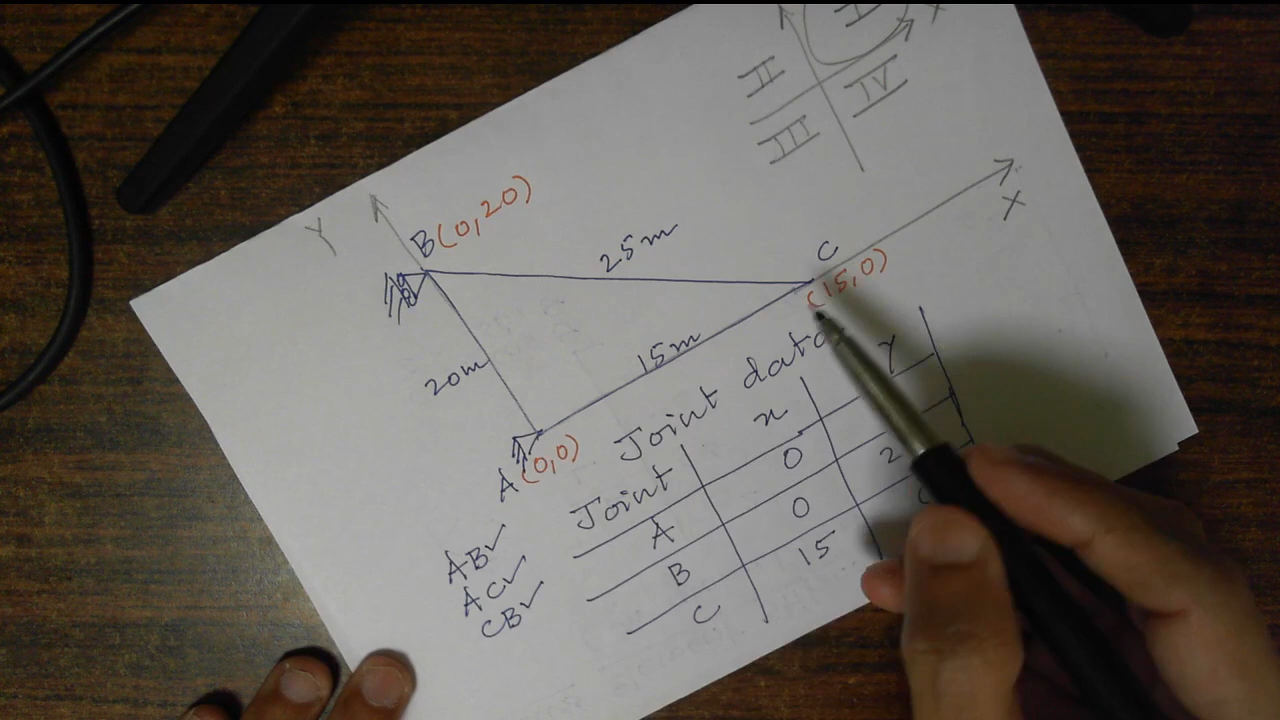 II
IV
III
X
Y
B(0,20)
25m
C
(15,0)
20m
15m
A(0,0)
Joint data
Joint x Y
A 0
B 0 2
C 15
AB✓
AC✓
CB✓